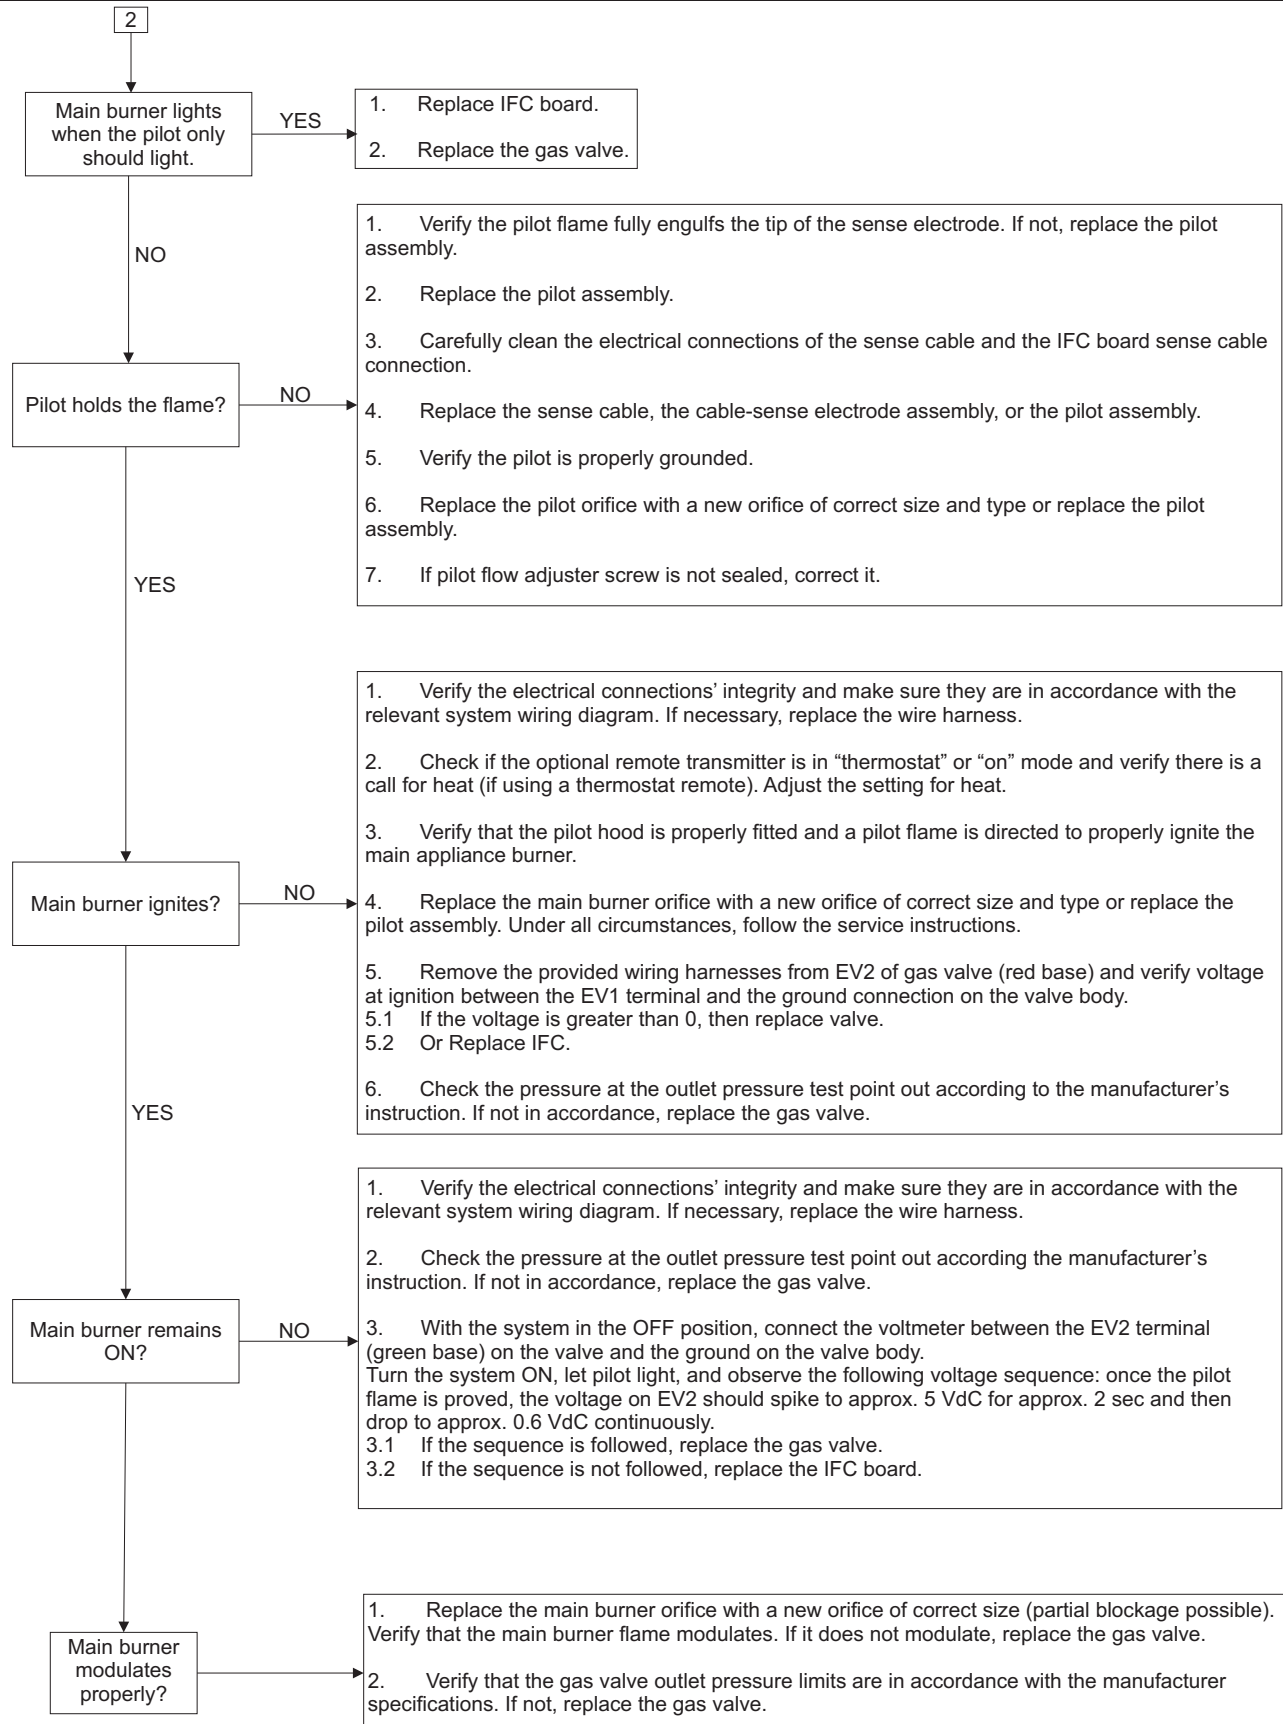 2
Main burner lights
when the pilot only
should light.
YES
1. Replace IFC board.
2. Replace the gas valve.
NO
1. Verify the pilot flame fully engulfs the tip of the sense electrode. If not, replace the pilot
assembly.
2. Replace the pilot assembly.
3. Carefully clean the electrical connections of the sense cable and the IFC board sense cable
connection.
4. Replace the sense cable, the cable-sense electrode assembly, or the pilot assembly.
5. Verify the pilot is properly grounded.
6. Replace the pilot orifice with a new orifice of correct size and type or replace the pilot
assembly.
7. If pilot flow adjuster screw is not sealed, correct it.
Pilot holds the flame?
NO
YES
1. Verify the electrical connections’ integrity and make sure they are in accordance with the
relevant system wiring diagram. If necessary, replace the wire harness.
2. Check if the optional remote transmitter is in “thermostat” or “on” mode and verify there is a
call for heat (if using a thermostat remote). Adjust the setting for heat.
3. Verify that the pilot hood is properly fitted and a pilot flame is directed to properly ignite the
main appliance burner.
4. Replace the main burner orifice with a new orifice of correct size and type or replace the
pilot assembly. Under all circumstances, follow the service instructions.
5. Remove the provided wiring harnesses from EV2 of gas valve (red base) and verify voltage
at ignition between the EV1 terminal and the ground connection on the valve body.
5.1 If the voltage is greater than 0, then replace valve.
5.2 Or Replace IFC.
6. Check the pressure at the outlet pressure test point out according to the manufacturer’s
instruction. If not in accordance, replace the gas valve.
Main burner ignites?
NO
YES
1. Verify the electrical connections’ integrity and make sure they are in accordance with the
relevant system wiring diagram. If necessary, replace the wire harness.
2. Check the pressure at the outlet pressure test point out according the manufacturer’s
instruction. If not in accordance, replace the gas valve.
3. With the system in the OFF position, connect the voltmeter between the EV2 terminal
(green base) on the valve and the ground on the valve body.
Turn the system ON, let pilot light, and observe the following voltage sequence: once the pilot
flame is proved, the voltage on EV2 should spike to approx. 5 VdC for approx. 2 sec and then
drop to approx. 0.6 VdC continuously.
3.1 If the sequence is followed, replace the gas valve.
3.2 If the sequence is not followed, replace the IFC board.
Main burner remains
ON?
NO
1. Replace the main burner orifice with a new orifice of correct size (partial blockage possible).
Verify that the main burner flame modulates. If it does not modulate, replace the gas valve.
2. Verify that the gas valve outlet pressure limits are in accordance with the manufacturer
specifications. If not, replace the gas valve.
Main burner
modulates
properly?